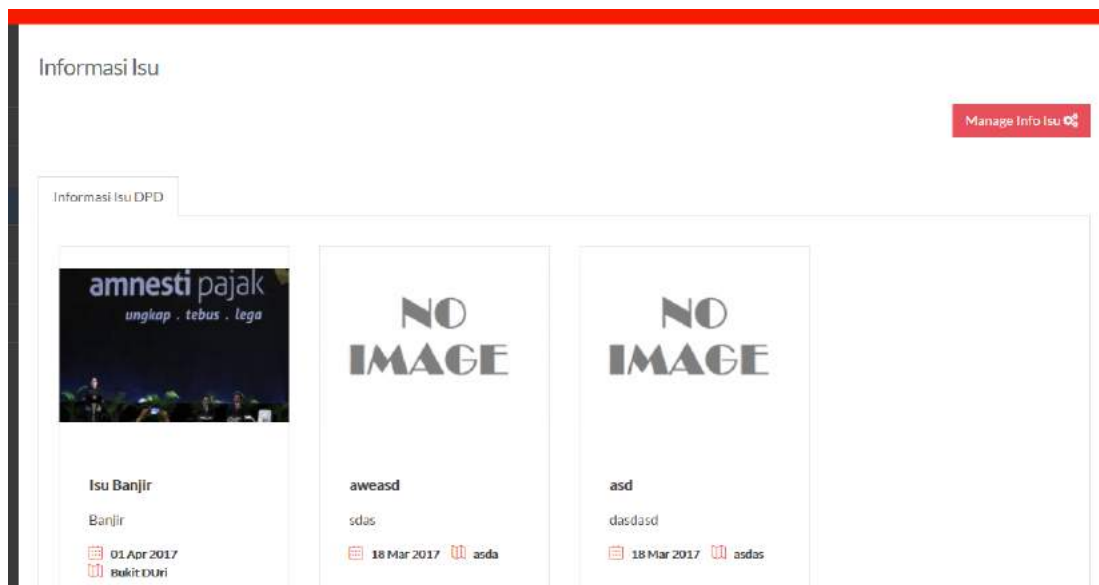 Informasi Isu
Manage Info Isu
Informasi Isu DPD
amnesti pajak
ungkap . tebus . lega
NO
IMAGE
NO
IMAGE
Isu Banjir
Banjir
01 Apr 2017
Bukit DUri
aweasd
sdas
18 Mar 2017 asda
asd
dasdasd
18 Mar 2017 asdas